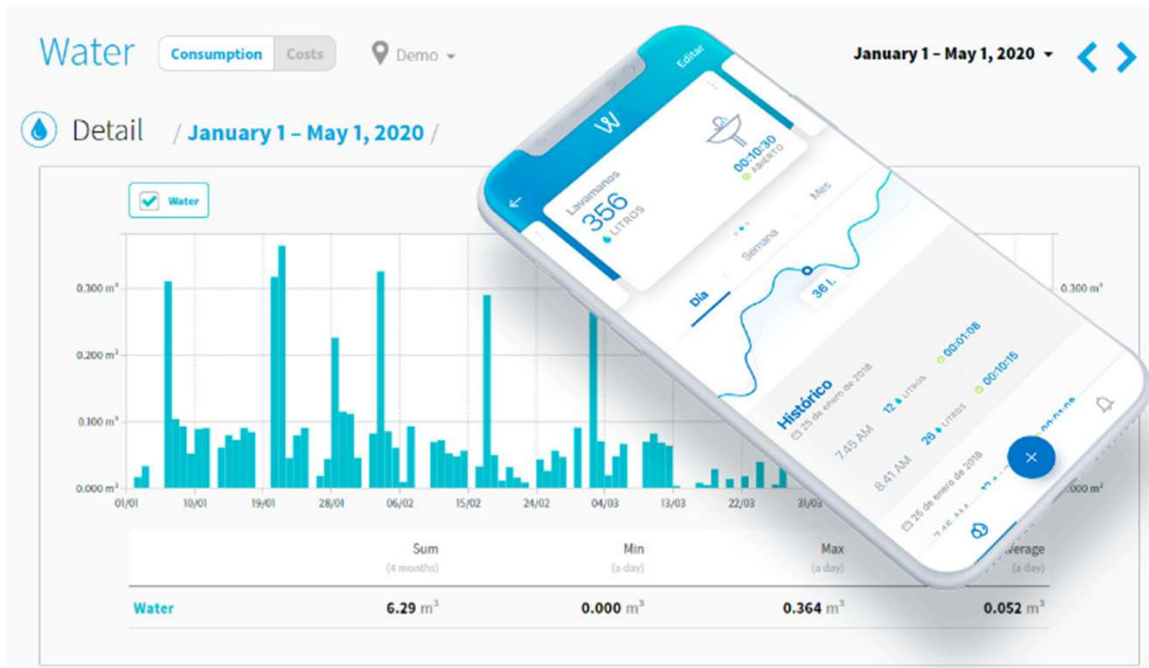 Water Consumption Costs Demo January 1 – May 1, 2020
Detail / January 1 – May 1, 2020 /
Water
0.300 m³
0.200 m³
0.100 m³
0.000 m³
01/01 10/01 19/01 28/01 06/02 15/02 24/02 04/03 13/03 22/03 31/03
0.300 m³
Sum Min Max
(4 months) (a day) (a day) (a day)
Water 6.29 m³ 0.000 m³ 0.364 m³ 0.052 m³
Editar
W
Lavamanos
356
LITROS
00:10:30
ABIERTO
Día Semana Mes
36 l.
Histórico
25 de enero de 2018
7.45 AM 12 LITROS 00:01:08
8.41 AM 26 LITROS 00:10:15
25 de enero de 2018